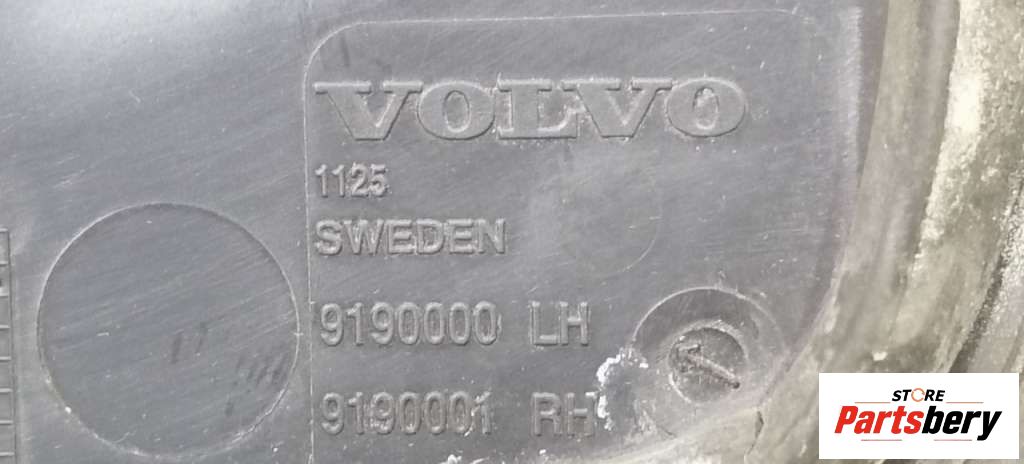 VOLVO
1125
SWEDEN
9190000 LH
9190001 RH
STORE
Partsbery